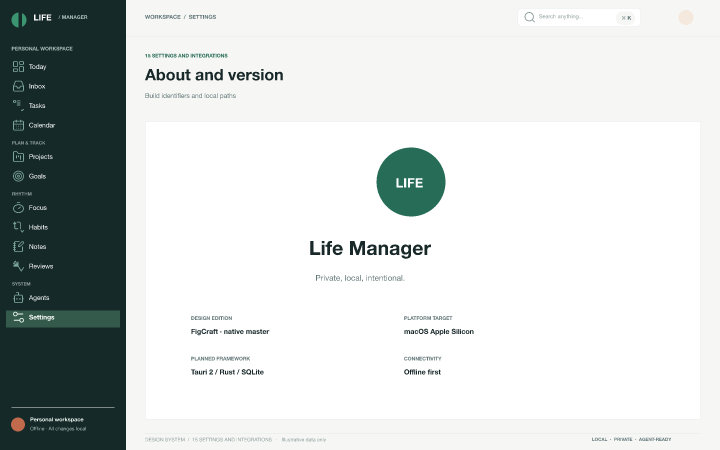 LIFE / MANAGER
PERSONAL WORKSPACE
Today
Inbox
Tasks
Calendar
PLAN & TRACK
Projects
Goals
RHYTHM
Focus
Habits
Notes
Reviews
SYSTEM
Agents
Settings
Personal workspace
Offline · All changes local
WORKSPACE / SETTINGS
Search anything...
⌘ K
15 SETTINGS AND INTEGRATIONS
About and version
Build identifiers and local paths
LIFE
Life Manager
Private, local, intentional.
DESIGN EDITION
FigCraft · native master
PLATFORM TARGET
macOS Apple Silicon
PLANNED FRAMEWORK
Tauri 2 / Rust / SQLite
CONNECTIVITY
Offline first
DESIGN SYSTEM / 15 SETTINGS AND INTEGRATIONS · Illustrative data only
LOCAL · PRIVATE · AGENT-READY